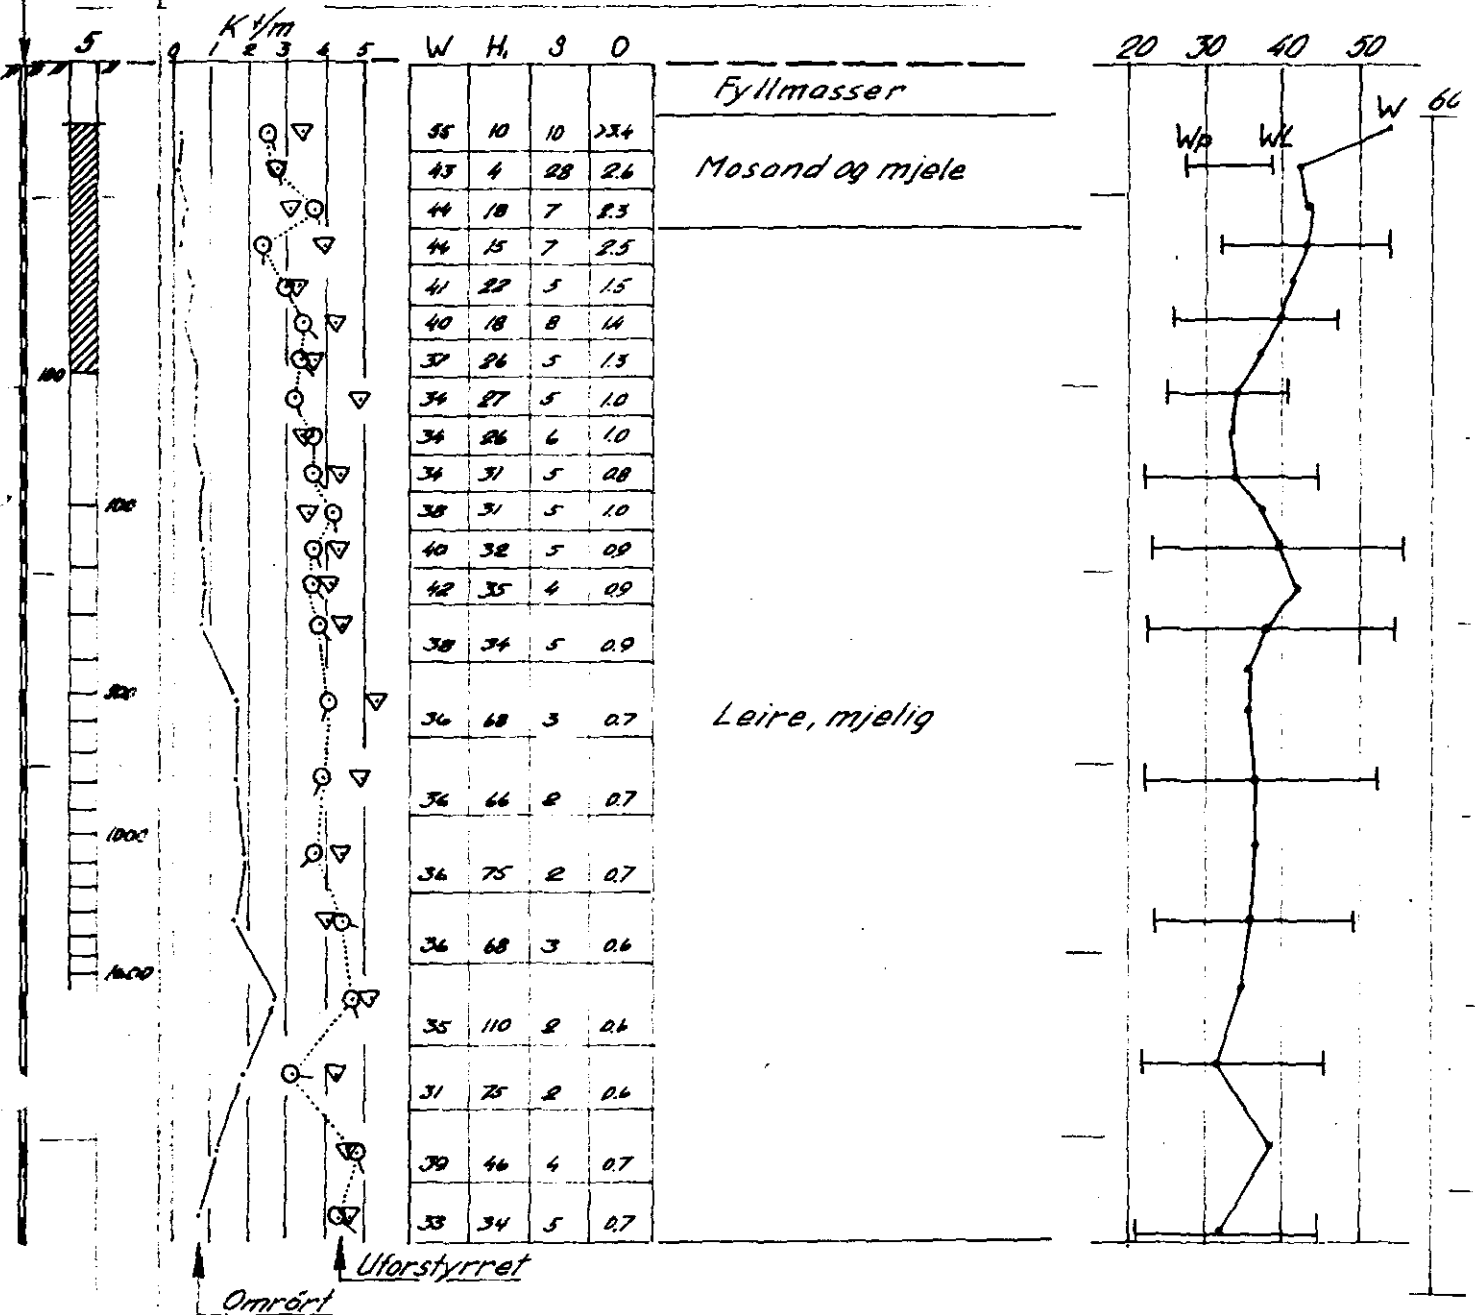 K t/m
5 0 1 2 3 4 5 W H₁ S O 20 30 40 50
Fyllmasser
W 66
55 10 10 >3.4
Wp WL
43 4 28 2.6 Mosand og mjele
44 18 7 2.3
44 15 7 2.5
41 22 5 1.5
40 18 8 1.4
37 26 5 1.3
100
34 27 5 1.0
34 26 6 1.0
34 31 5 0.8
100
38 31 5 1.0
40 32 5 0.9
42 35 4 0.9
38 34 5 0.9
500
36 68 3 0.7 Leire, mjelig
36 66 2 0.7
1000
36 75 2 0.7
36 68 3 0.6
35 110 2 0.6
31 75 2 0.6
39 46 4 0.7
33 34 5 0.7
Uforstyrret
Omrört